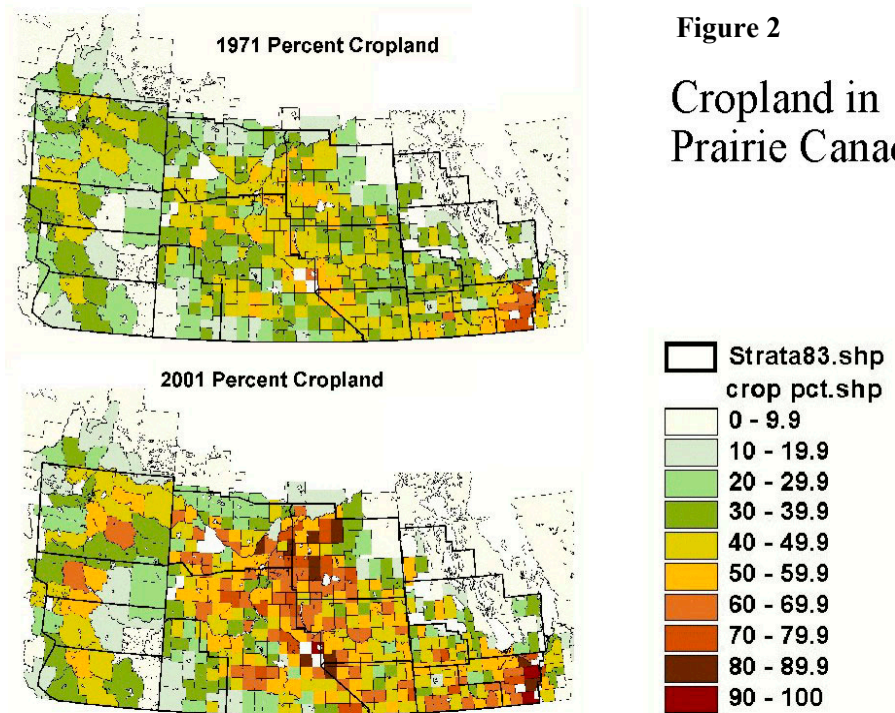 1971 Percent Cropland
Figure 2
Cropland in
Prairie
2001 Percent Cropland
Strata83.shp
crop pct.shp
0 - 9.9
10 - 19.9
20 - 29.9
30 - 39.9
40 - 49.9
50 - 59.9
60 - 69.9
70 - 79.9
80 - 89.9
90 - 100